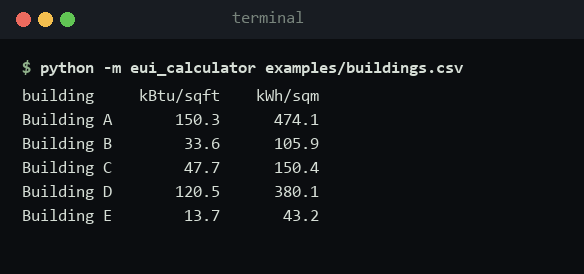 terminal
$ python -m eui_calculator examples/buildings.csv
building kBtu/sqft kWh/sqm
Building A 150.3 474.1
Building B 33.6 105.9
Building C 47.7 150.4
Building D 120.5 380.1
Building E 13.7 43.2